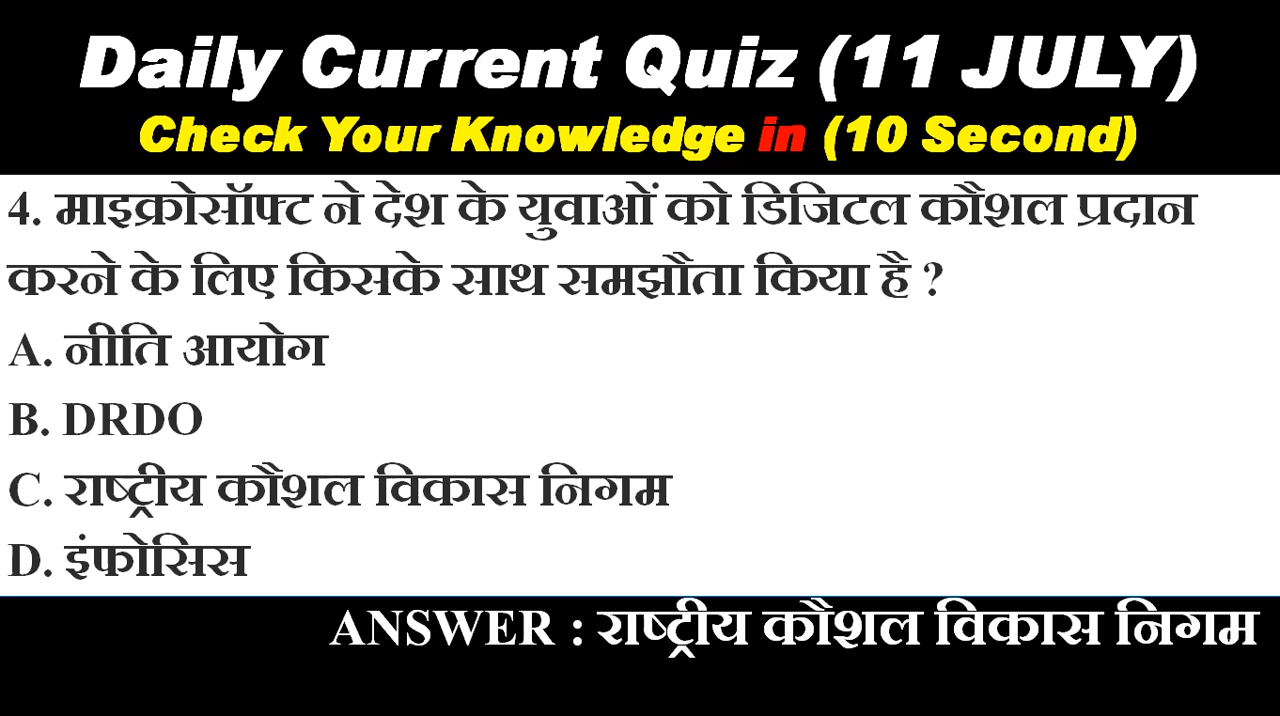 Daily Current Quiz (11 JULY)
Check Your Knowledge in (10 Second)
4. माइक्रोसॉफ्ट ने देश के युवाओं को डिजिटल कौशल प्रदान
करने के लिए किसके साथ समझौता किया है ?
A. नीति आयोग
B. DRDO
C. राष्ट्रीय कौशल विकास निगम
D. इंफोसिस
ANSWER : राष्ट्रीय कौशल विकास निगम